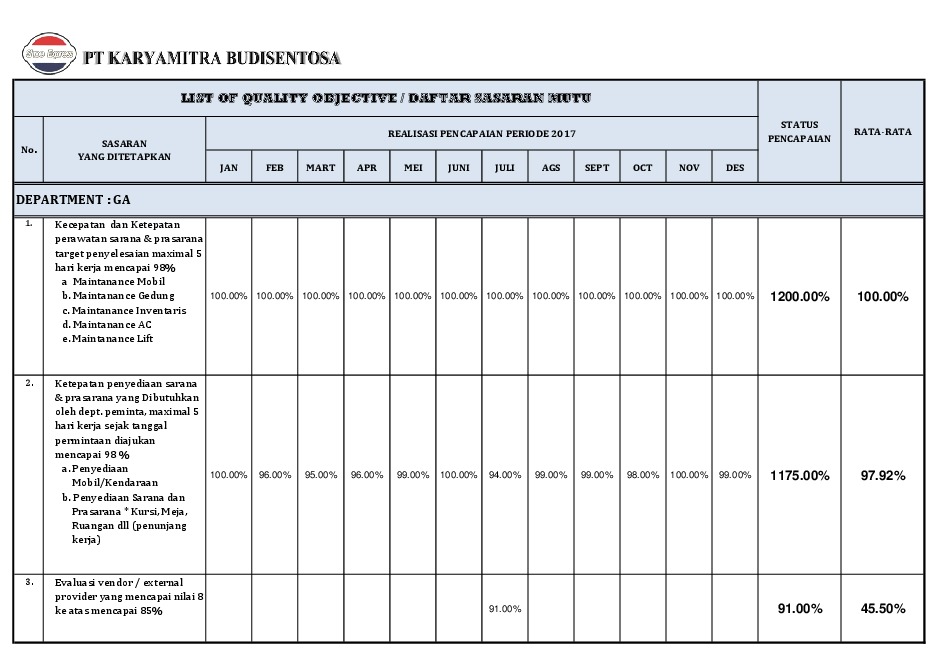 Star Express
PT KARYAMITRA BUDISENTOSA
LIST OF QUALITY OBJECTIVE / DAFTAR SASARAN MUTU
STATUS
PENCAPAIAN
RATA-RATA
No.
SASARAN
YANG DITETAPKAN
REALISASI PENCAPAIAN PERIODE 2017
JAN FEB MART APR MEI JUNI JULI AGS SEPT OCT NOV DES
DEPARTMENT : GA
1.
Kecepatan dan Ketepatan
perawatan sarana & prasarana
target penyelesaian maximal 5
hari kerja mencapai 98%
a Maintanance Mobil
b. Maintanance Gedung
c. Maintanance Inventaris
d. Maintanance AC
e. Maintanance Lift
100.00% 100.00% 100.00% 100.00% 100.00% 100.00% 100.00% 100.00% 100.00% 100.00% 100.00% 100.00% 1200.00% 100.00%
2.
Ketepatan penyediaan sarana
& prasarana yang Dibutuhkan
oleh dept. peminta, maximal 5
hari kerja sejak tanggal
permintaan diajukan
mencapai 98 %
a. Penyediaan
Mobil/Kendaraan
b. Penyediaan Sarana dan
Prasarana * Kursi, Meja,
Ruangan dll (penunjang
kerja)
100.00% 96.00% 95.00% 96.00% 99.00% 100.00% 94.00% 99.00% 99.00% 98.00% 100.00% 99.00% 1175.00% 97.92%
3.
Evaluasi vendor / external
provider yang mencapai nilai 8
ke atas mencapai 85%
91.00% 91.00% 45.50%